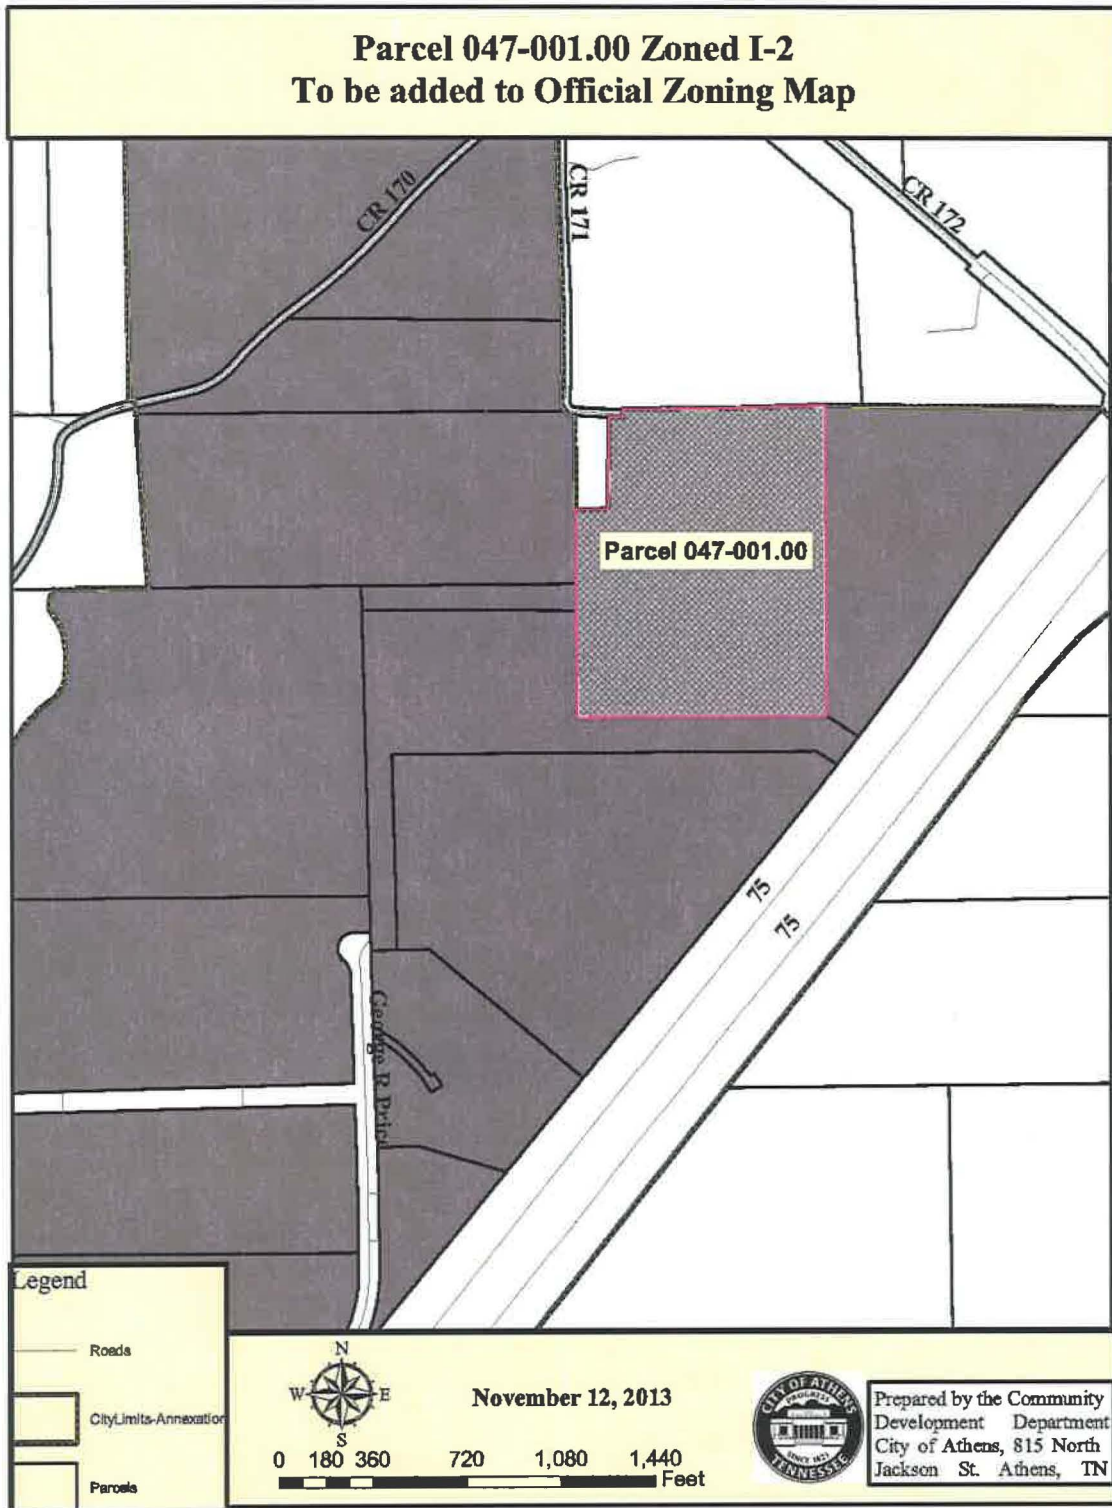 Parcel 047-001.00 Zoned I-2
To be added to Official Zoning Map
CR 170
CR 171
CR 172
Parcel 047-001.00
75
75
George R Price
Legend
Roads
CityLimits-Annexation
Parcels
N
W
E
S
November 12, 2013
0 180 360 720 1,080 1,440
Feet
CITY OF ATHENS
PROGRESS
SINCE 1821
TENNESSEE
Prepared by the Community
Development Department
City of Athens, 815 North
Jackson St. Athens, TN